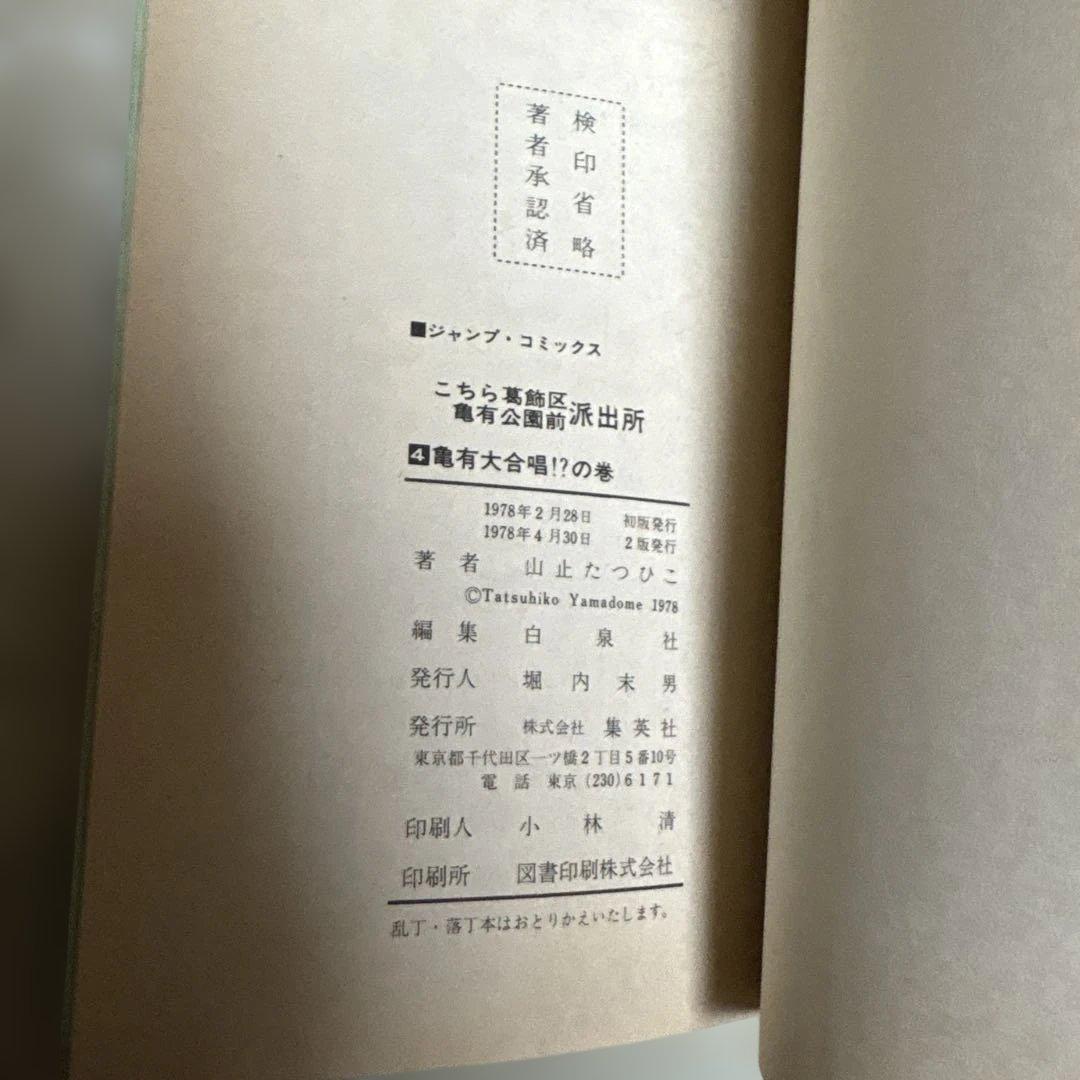 検印省略
著者承認済
■ジャンプ・コミックス
こちら葛飾区
亀有公園前派出所
4亀有大合唱!?の巻
1978年2月28日 初版発行
1978年4月30日 2版発行
著者 山止たつひこ
©Tatsuhiko Yamadome 1978
編集 白泉社
発行人 堀内末男
発行所 株式会社 集英社
東京都千代田区一ツ橋2丁目5番10号
電話 東京(230)6171
印刷人 小林清
印刷所 図書印刷株式会社
乱丁・落丁本はおとりかえいたします。